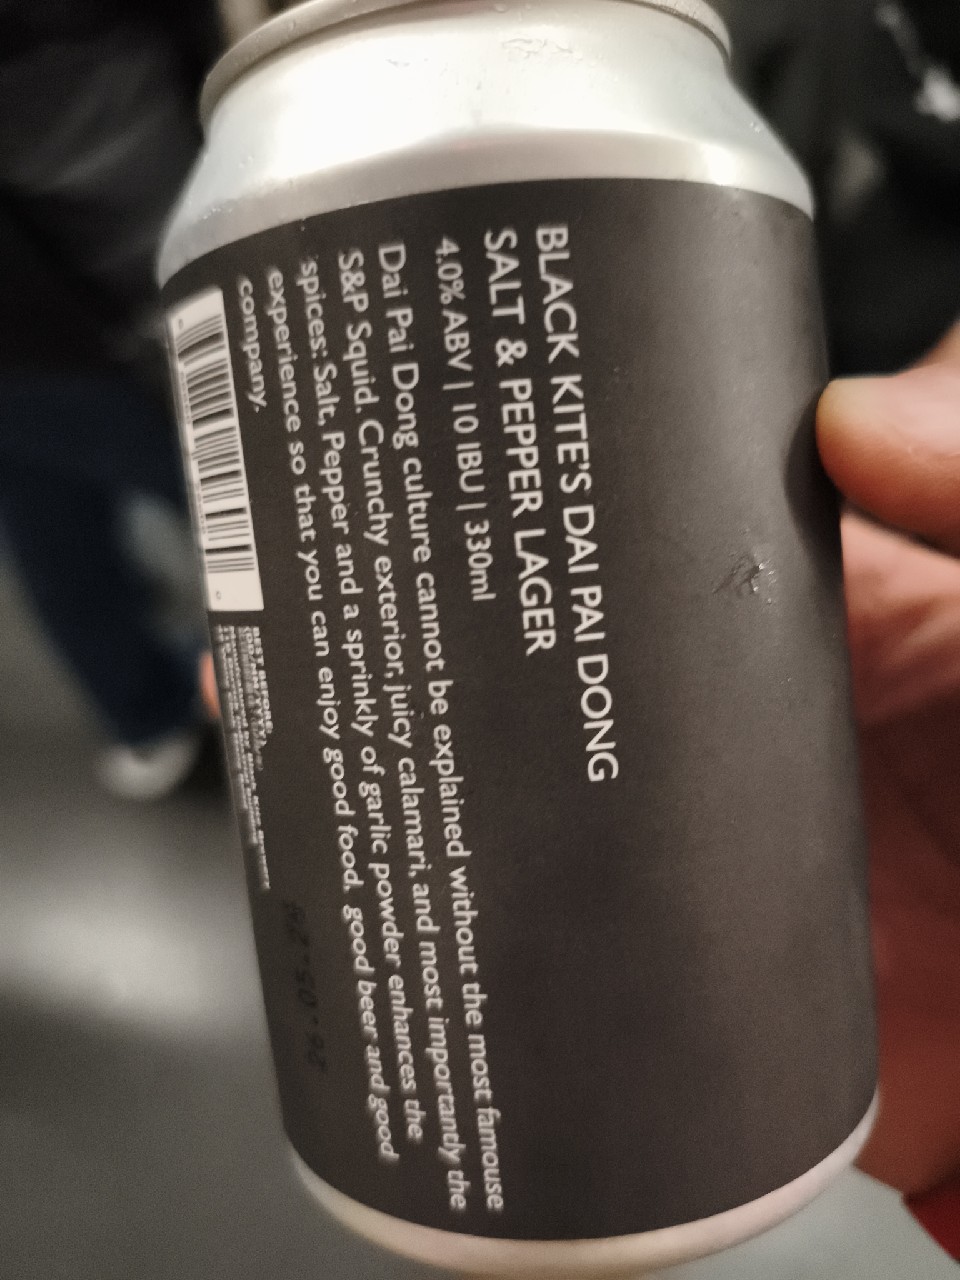 BLACK KITE'S DAI PAI DONG
SALT & PEPPER LAGER
4.0% ABV | 10 IBU | 330ml
Dai Pai Dong culture cannot be explained without the most famouse
S&P Squid. Crunchy exterior, juicy calamari, and most importantly the
spices: Salt, Pepper and a sprinkly of garlic powder enhances the
experience so that you can enjoy good food, good beer and good
company.
BEST BEFORE